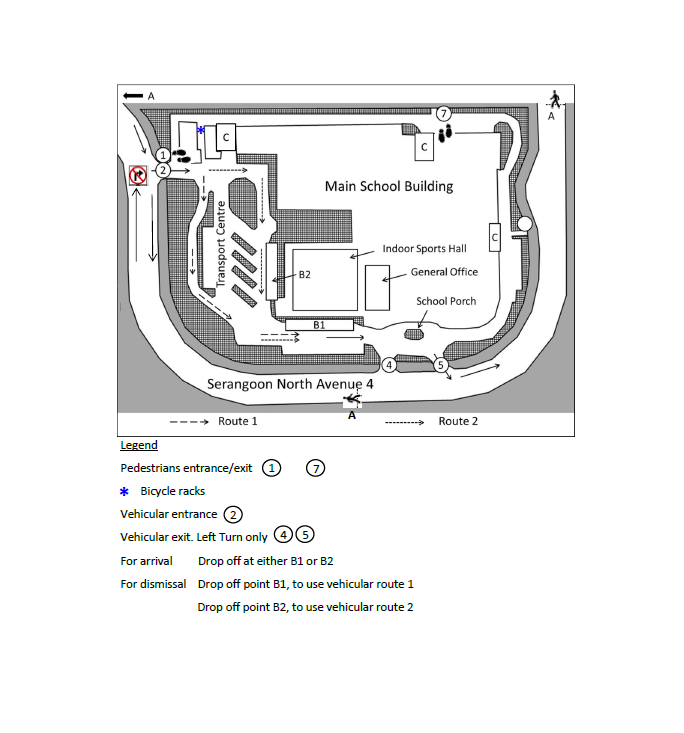 A
7
A
1
2
C
C
Main School Building
Transport Centre
C
Indoor Sports Hall
B2
General Office
School Porch
B1
4
5
Serangoon North Avenue 4
A
Route 1
Route 2
Legend
Pedestrians entrance/exit 1 7
* Bicycle racks
Vehicular entrance 2
Vehicular exit. Left Turn only 4 5
For arrival Drop off at either B1 or B2
For dismissal Drop off point B1, to use vehicular route 1
Drop off point B2, to use vehicular route 2